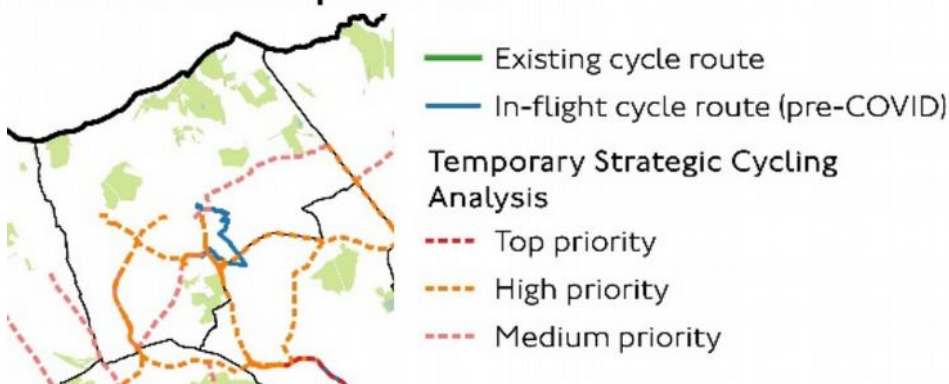 Existing cycle route
In-flight cycle route (pre-COVID)
Temporary Strategic Cycling
Analysis
Top priority
High priority
Medium priority